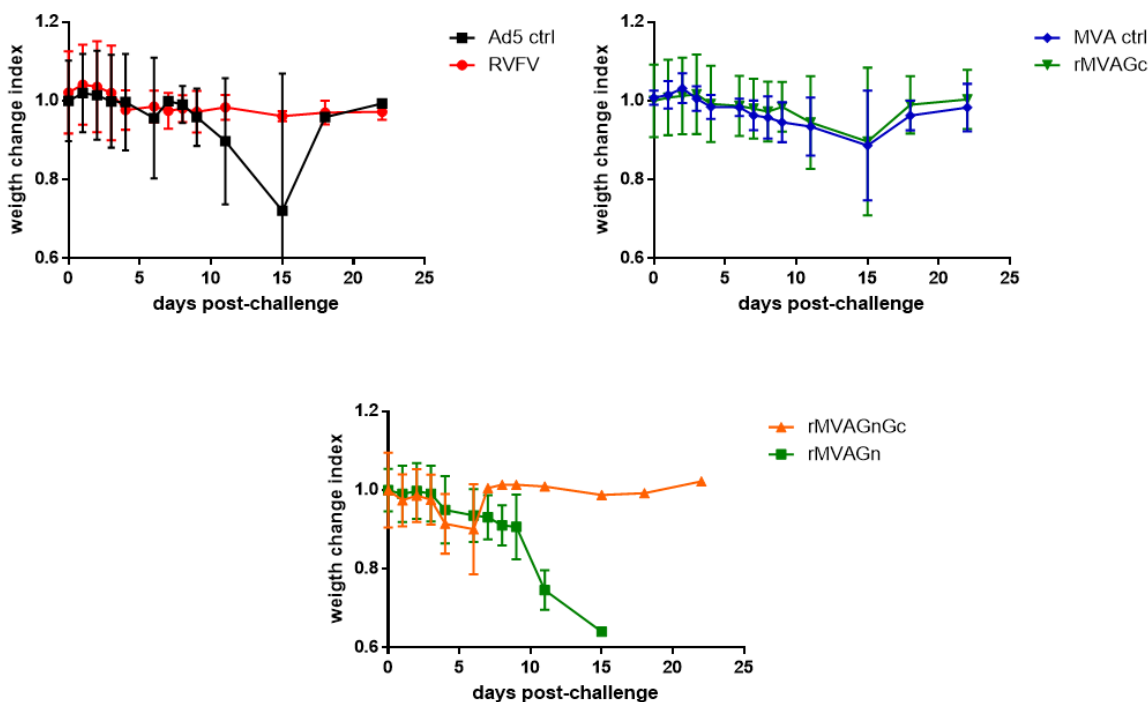 1.2
1.0
0.8
0.6
weigth change index
0 5 10 15 20 25
days post-challenge
Ad5 ctrl
RVFV
1.2
1.0
0.8
0.6
weigth change index
0 5 10 15 20 25
days post-challenge
MVA ctrl
rMVAGc
1.2
1.0
0.8
0.6
weigth change index
0 5 10 15 20 25
days post-challenge
rMVAGnGc
rMVAGn